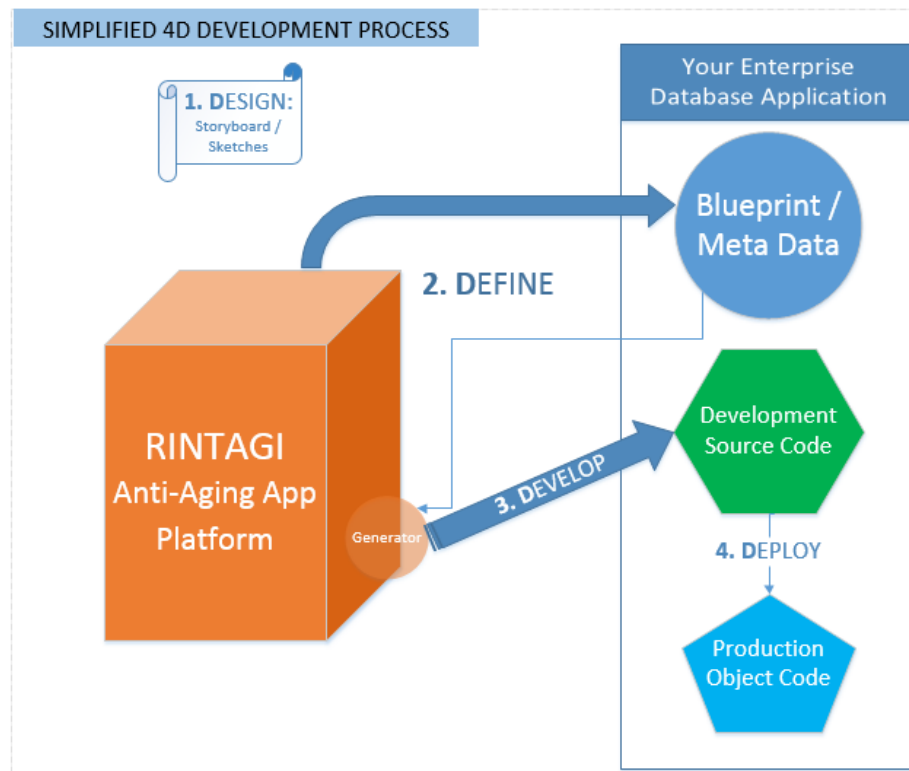 SIMPLIFIED 4D DEVELOPMENT PROCESS
1. DESIGN:
Storyboard /
Sketches
Your Enterprise
Database Application
Blueprint /
Meta Data
2. DEFINE
RINTAGI
Anti-Aging App
Platform
Generator
3. DEVELOP
Development
Source Code
4. DEPLOY
Production
Object Code